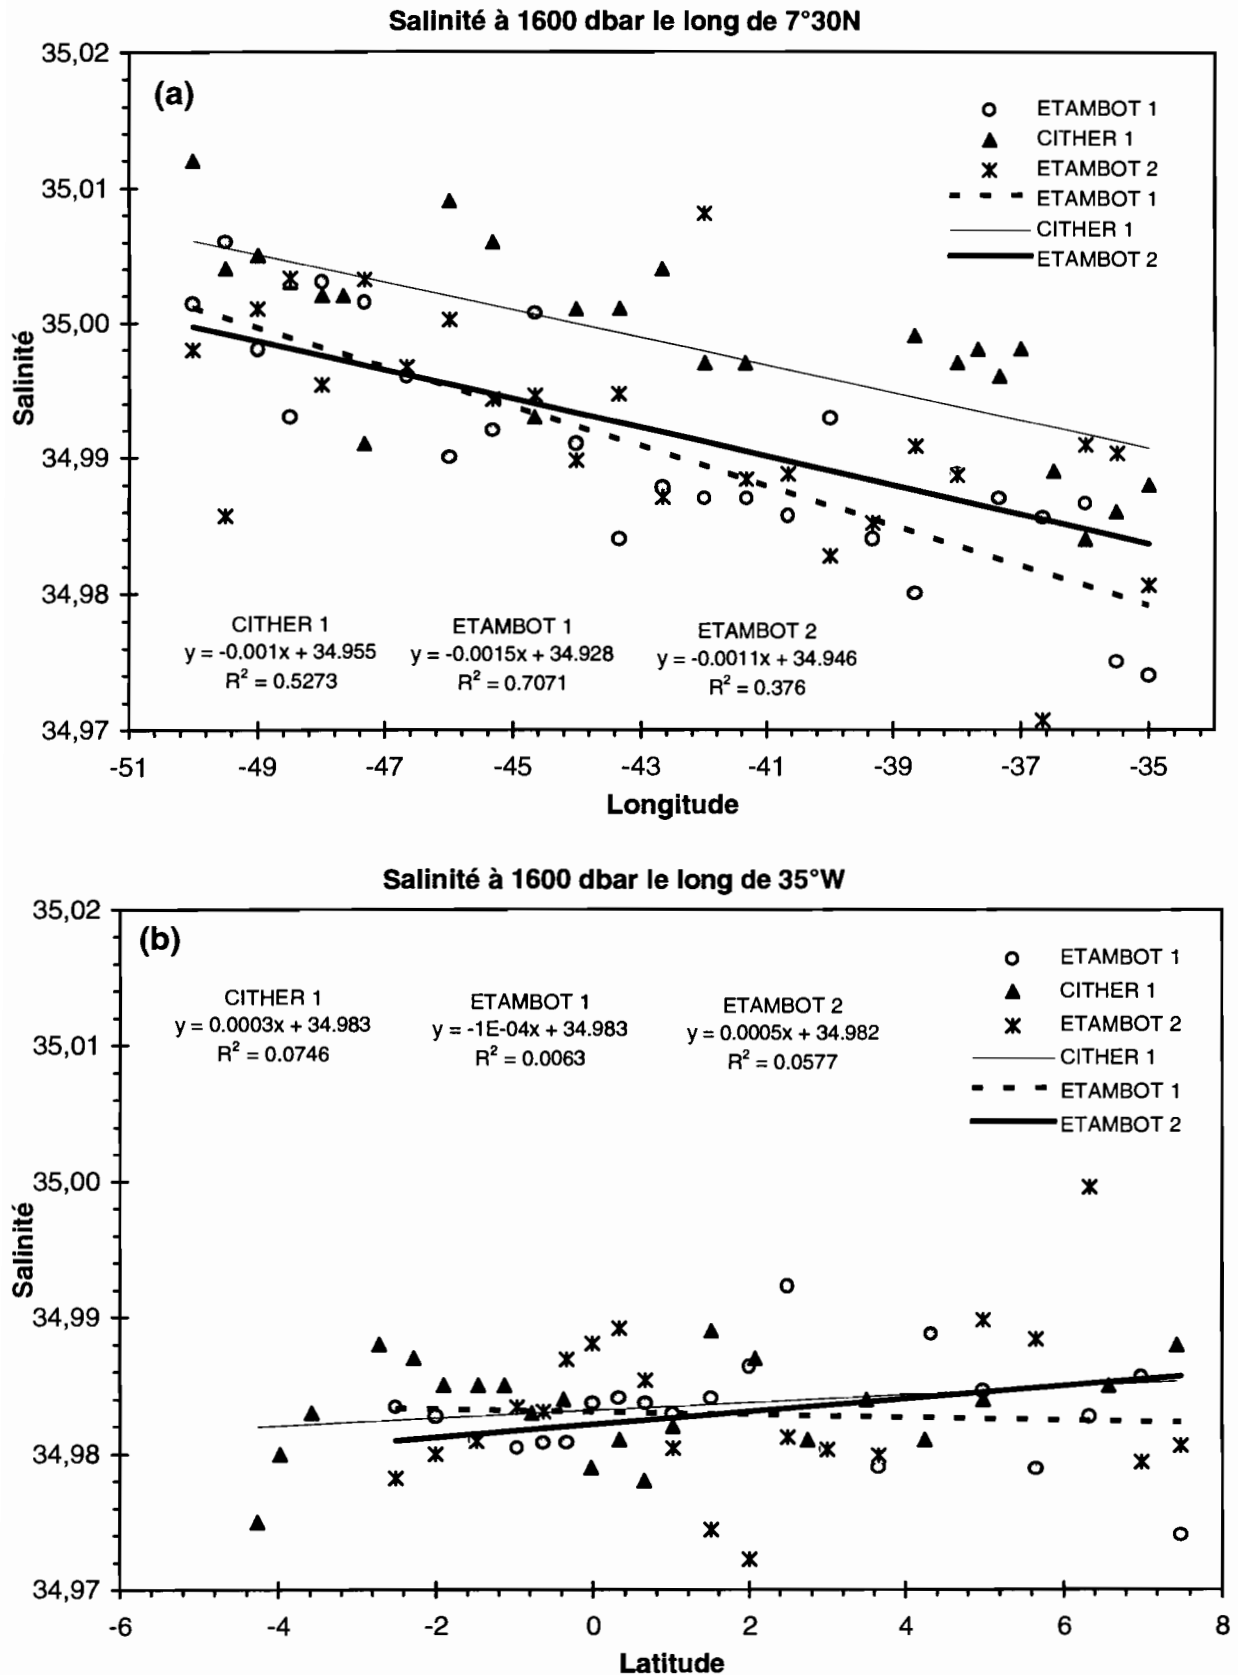 Salinité à 1600 dbar le long de 7°30N
(a)
35,02
35,01
35,00
34,99
34,98
34,97
Salinité
ETAMBOT 1
CITHER 1
ETAMBOT 2
ETAMBOT 1
CITHER 1
ETAMBOT 2
CITHER 1
y = -0.001x + 34.955
R² = 0.5273
ETAMBOT 1
y = -0.0015x + 34.928
R² = 0.7071
ETAMBOT 2
y = -0.0011x + 34.946
R² = 0.376
-51 -49 -47 -45 -43 -41 -39 -37 -35
Longitude
Salinité à 1600 dbar le long de 35°W
(b)
35,02
35,01
35,00
34,99
34,98
34,97
Salinité
CITHER 1
y = 0.0003x + 34.983
R² = 0.0746
ETAMBOT 1
y = -1E-04x + 34.983
R² = 0.0063
ETAMBOT 2
y = 0.0005x + 34.982
R² = 0.0577
ETAMBOT 1
CITHER 1
ETAMBOT 2
CITHER 1
ETAMBOT 1
ETAMBOT 2
-6 -4 -2 0 2 4 6 8
Latitude